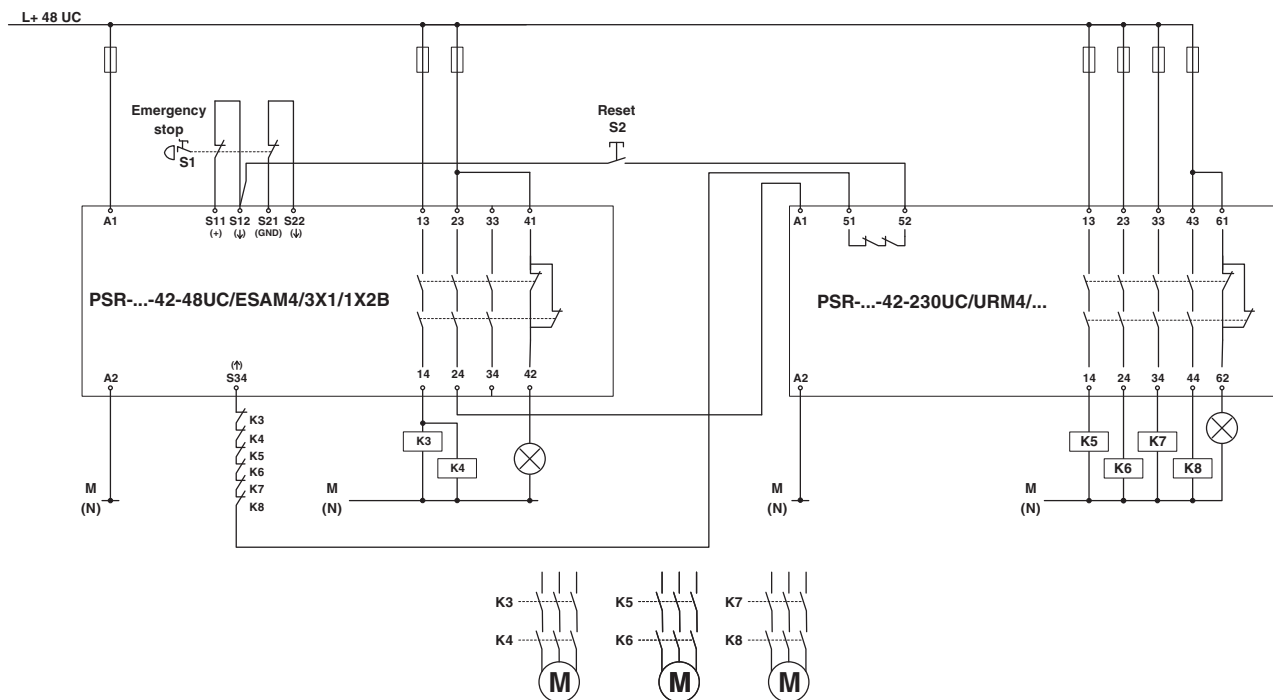 L+ 48 UC
Emergency
stop
S1
Reset
S2
A1
S11
(+)
S12
(↓)
S21
(GND)
S22
(↓)
13
23
33
41
A1
51
52
13
23
33
43
61
PSR-...-42-48UC/ESAM4/3X1/1X2B
PSR-...-42-230UC/URM4/...
A2
(↑)
S34
14
24
34
42
A2
14
24
34
44
62
K3
K4
K5
K6
K7
K8
K3
K4
K5
K6
K7
K8
M
(N)
M
(N)
M
(N)
M
(N)
K3
K4
M
K5
K6
M
K7
K8
M